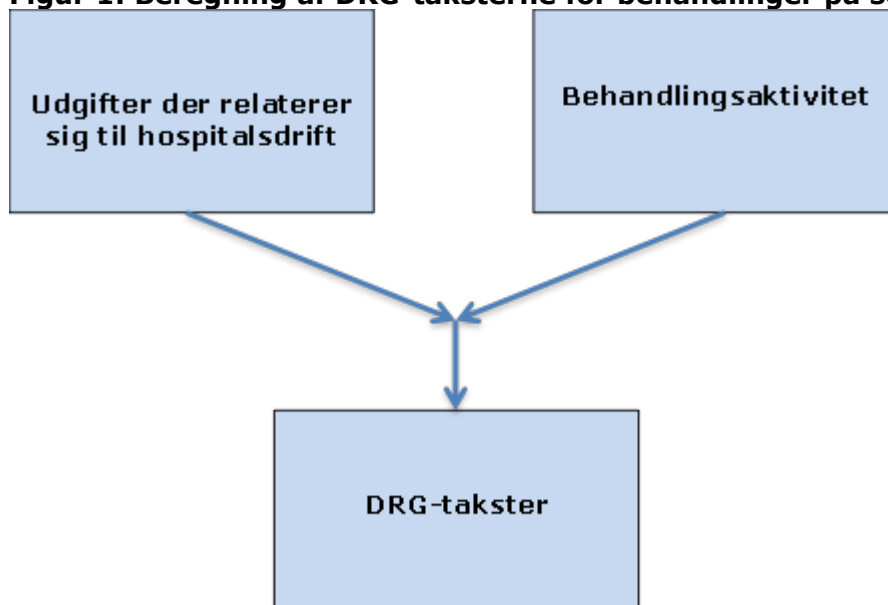 Figur 1: Beregning af DRG-taksterne for behandlinger på
Udgifter der relaterer
sig til hospitalsdrift
Behandlingsaktivitet
DRG-takster